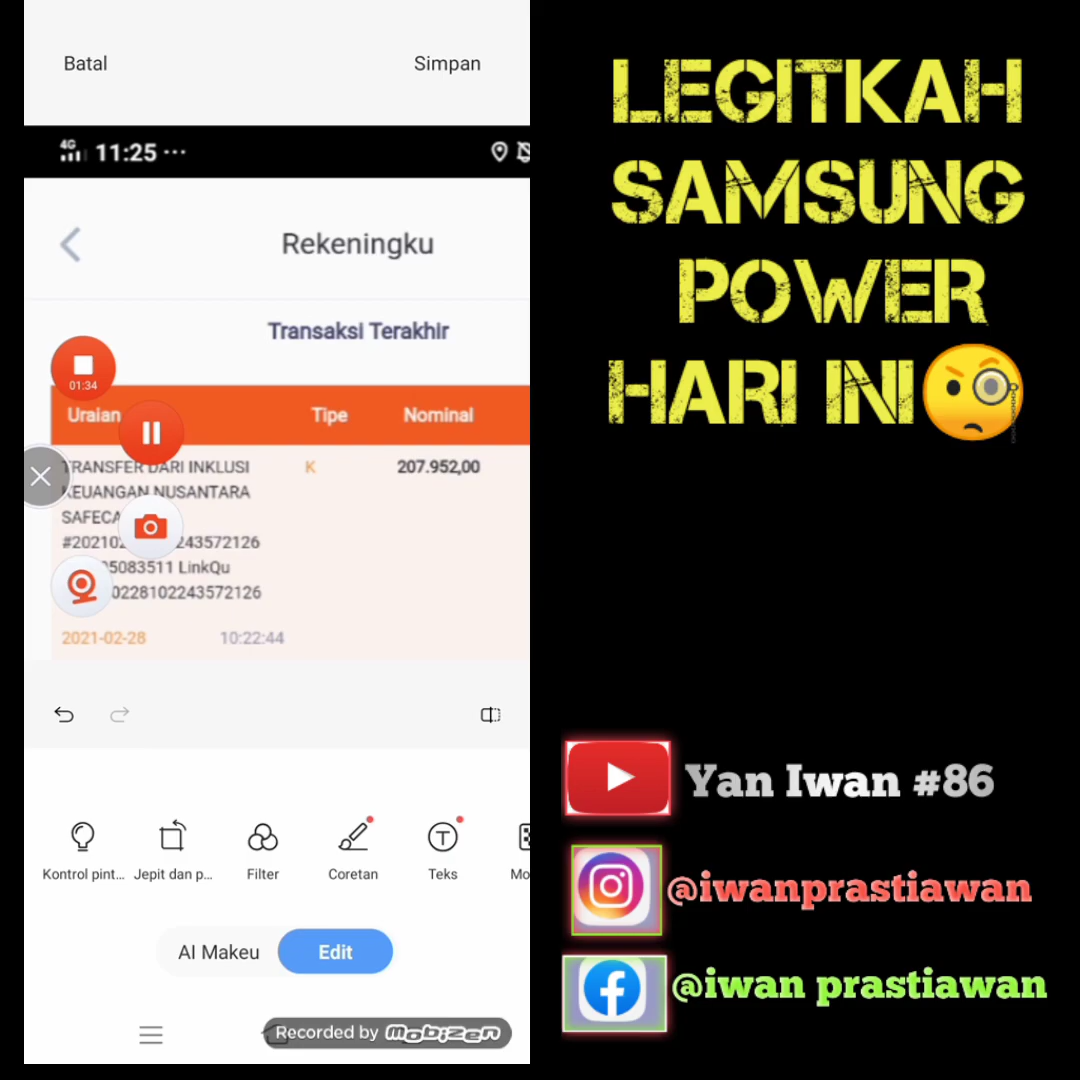 Batal
Simpan
4G 11:25 ...
Rekeningku
Transaksi Terakhir
01:34
Uraian Tipe Nominal
TRANSFER DARI INKLUSI K 207.952,00
KEUANGAN NUSANTARA
LinkQu
2021-02-28 10:22:44
Kontrol pint...
Jepit dan p...
Filter
Coretan
Teks
AI Makeu
Edit
Recorded by mobizen
LEGITKAH
SAMSUNG
POWER
HARI INI
Yan Iwan #86
@iwanprastiawan
@iwan prastiawan